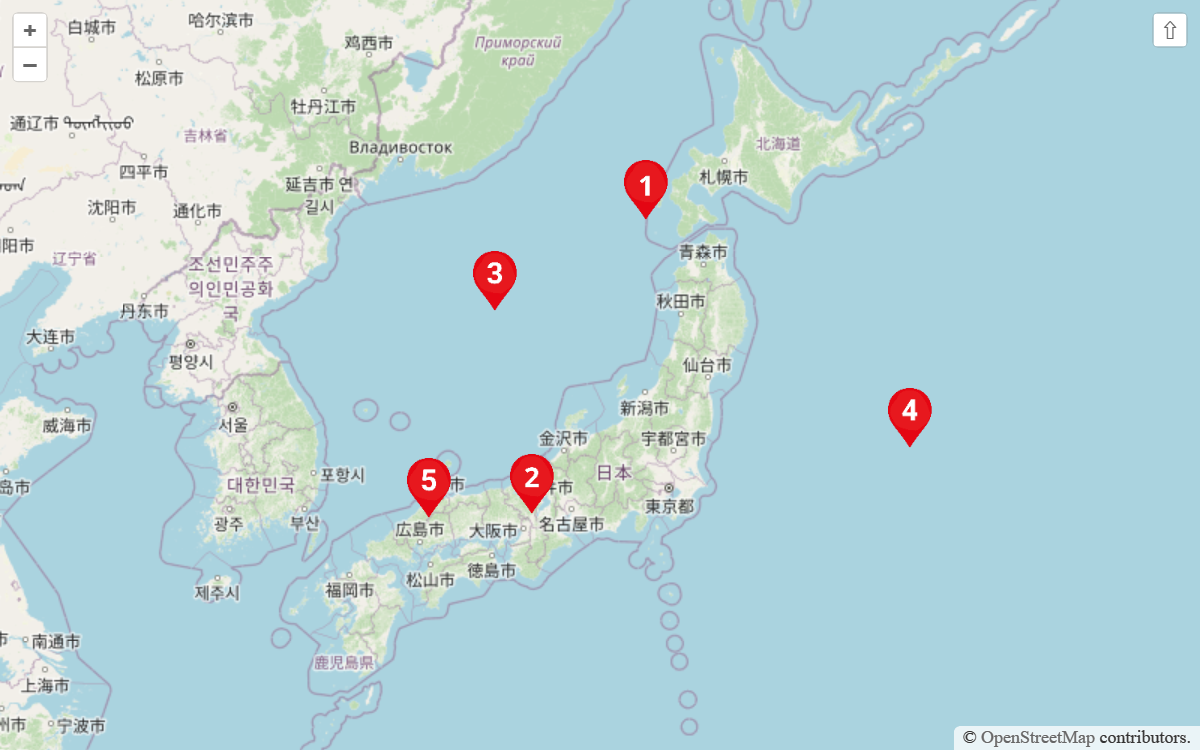 +
−
⇧
白城市
哈尔滨市
鸡西市
Приморский
край
松原市
牡丹江市
通辽市
吉林省
Владивосток
四平市
延吉市 연
길시
北海道
札幌市
1
沈阳市
通化市
辽宁省
조선민주주
의인민공화
국
青森市
3
丹东市
秋田市
大连市
평양시
仙台市
서울
新潟市
4
威海市
金沢市
宇都宮市
포항시
日本
5
2
대한민국
東京都
광주
부산
広島市
大阪市
名古屋市
제주시
福岡市
松山市
徳島市
南通市
鹿児島県
上海市
宁波市
© OpenStreetMap contributors.